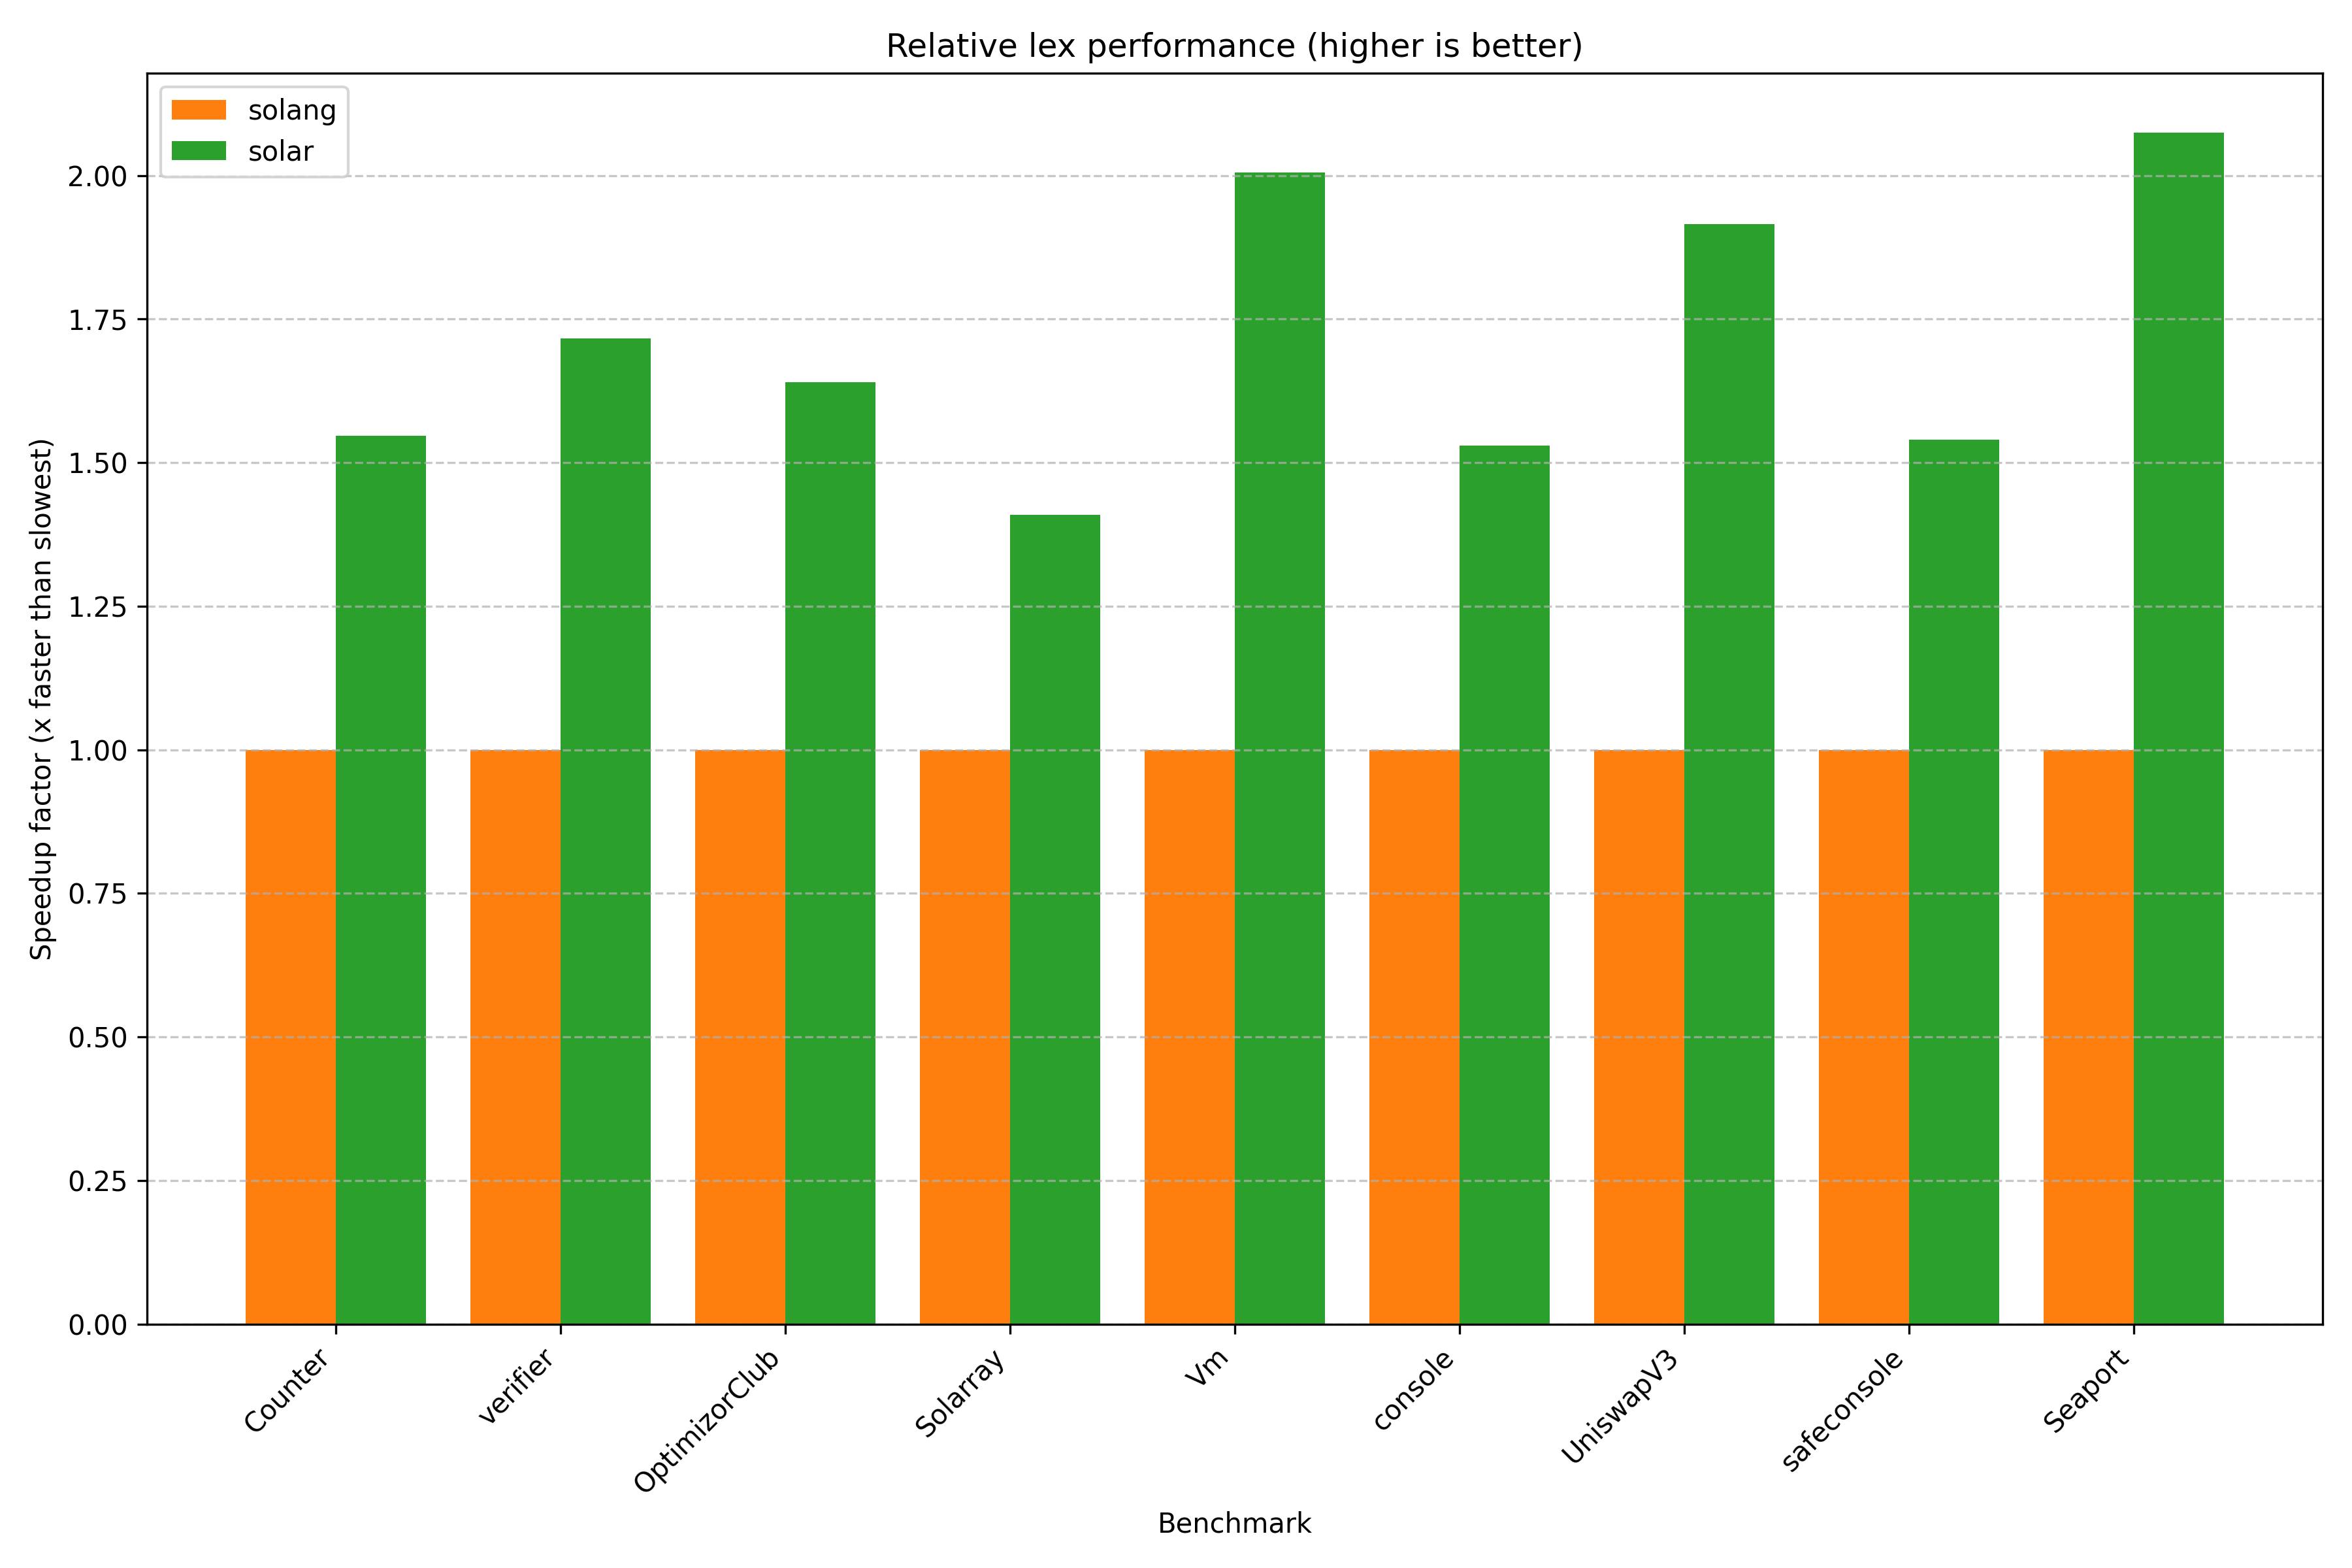 Relative lex performance (higher is better)
solang
solar
Speedup factor (x faster than slowest)
2.00
1.75
1.50
1.25
1.00
0.75
0.50
0.25
0.00
Counter
verifier
OptimizorClub
Solarray
Vm
console
UniswapV3
safeconsole
Seaport
Benchmark